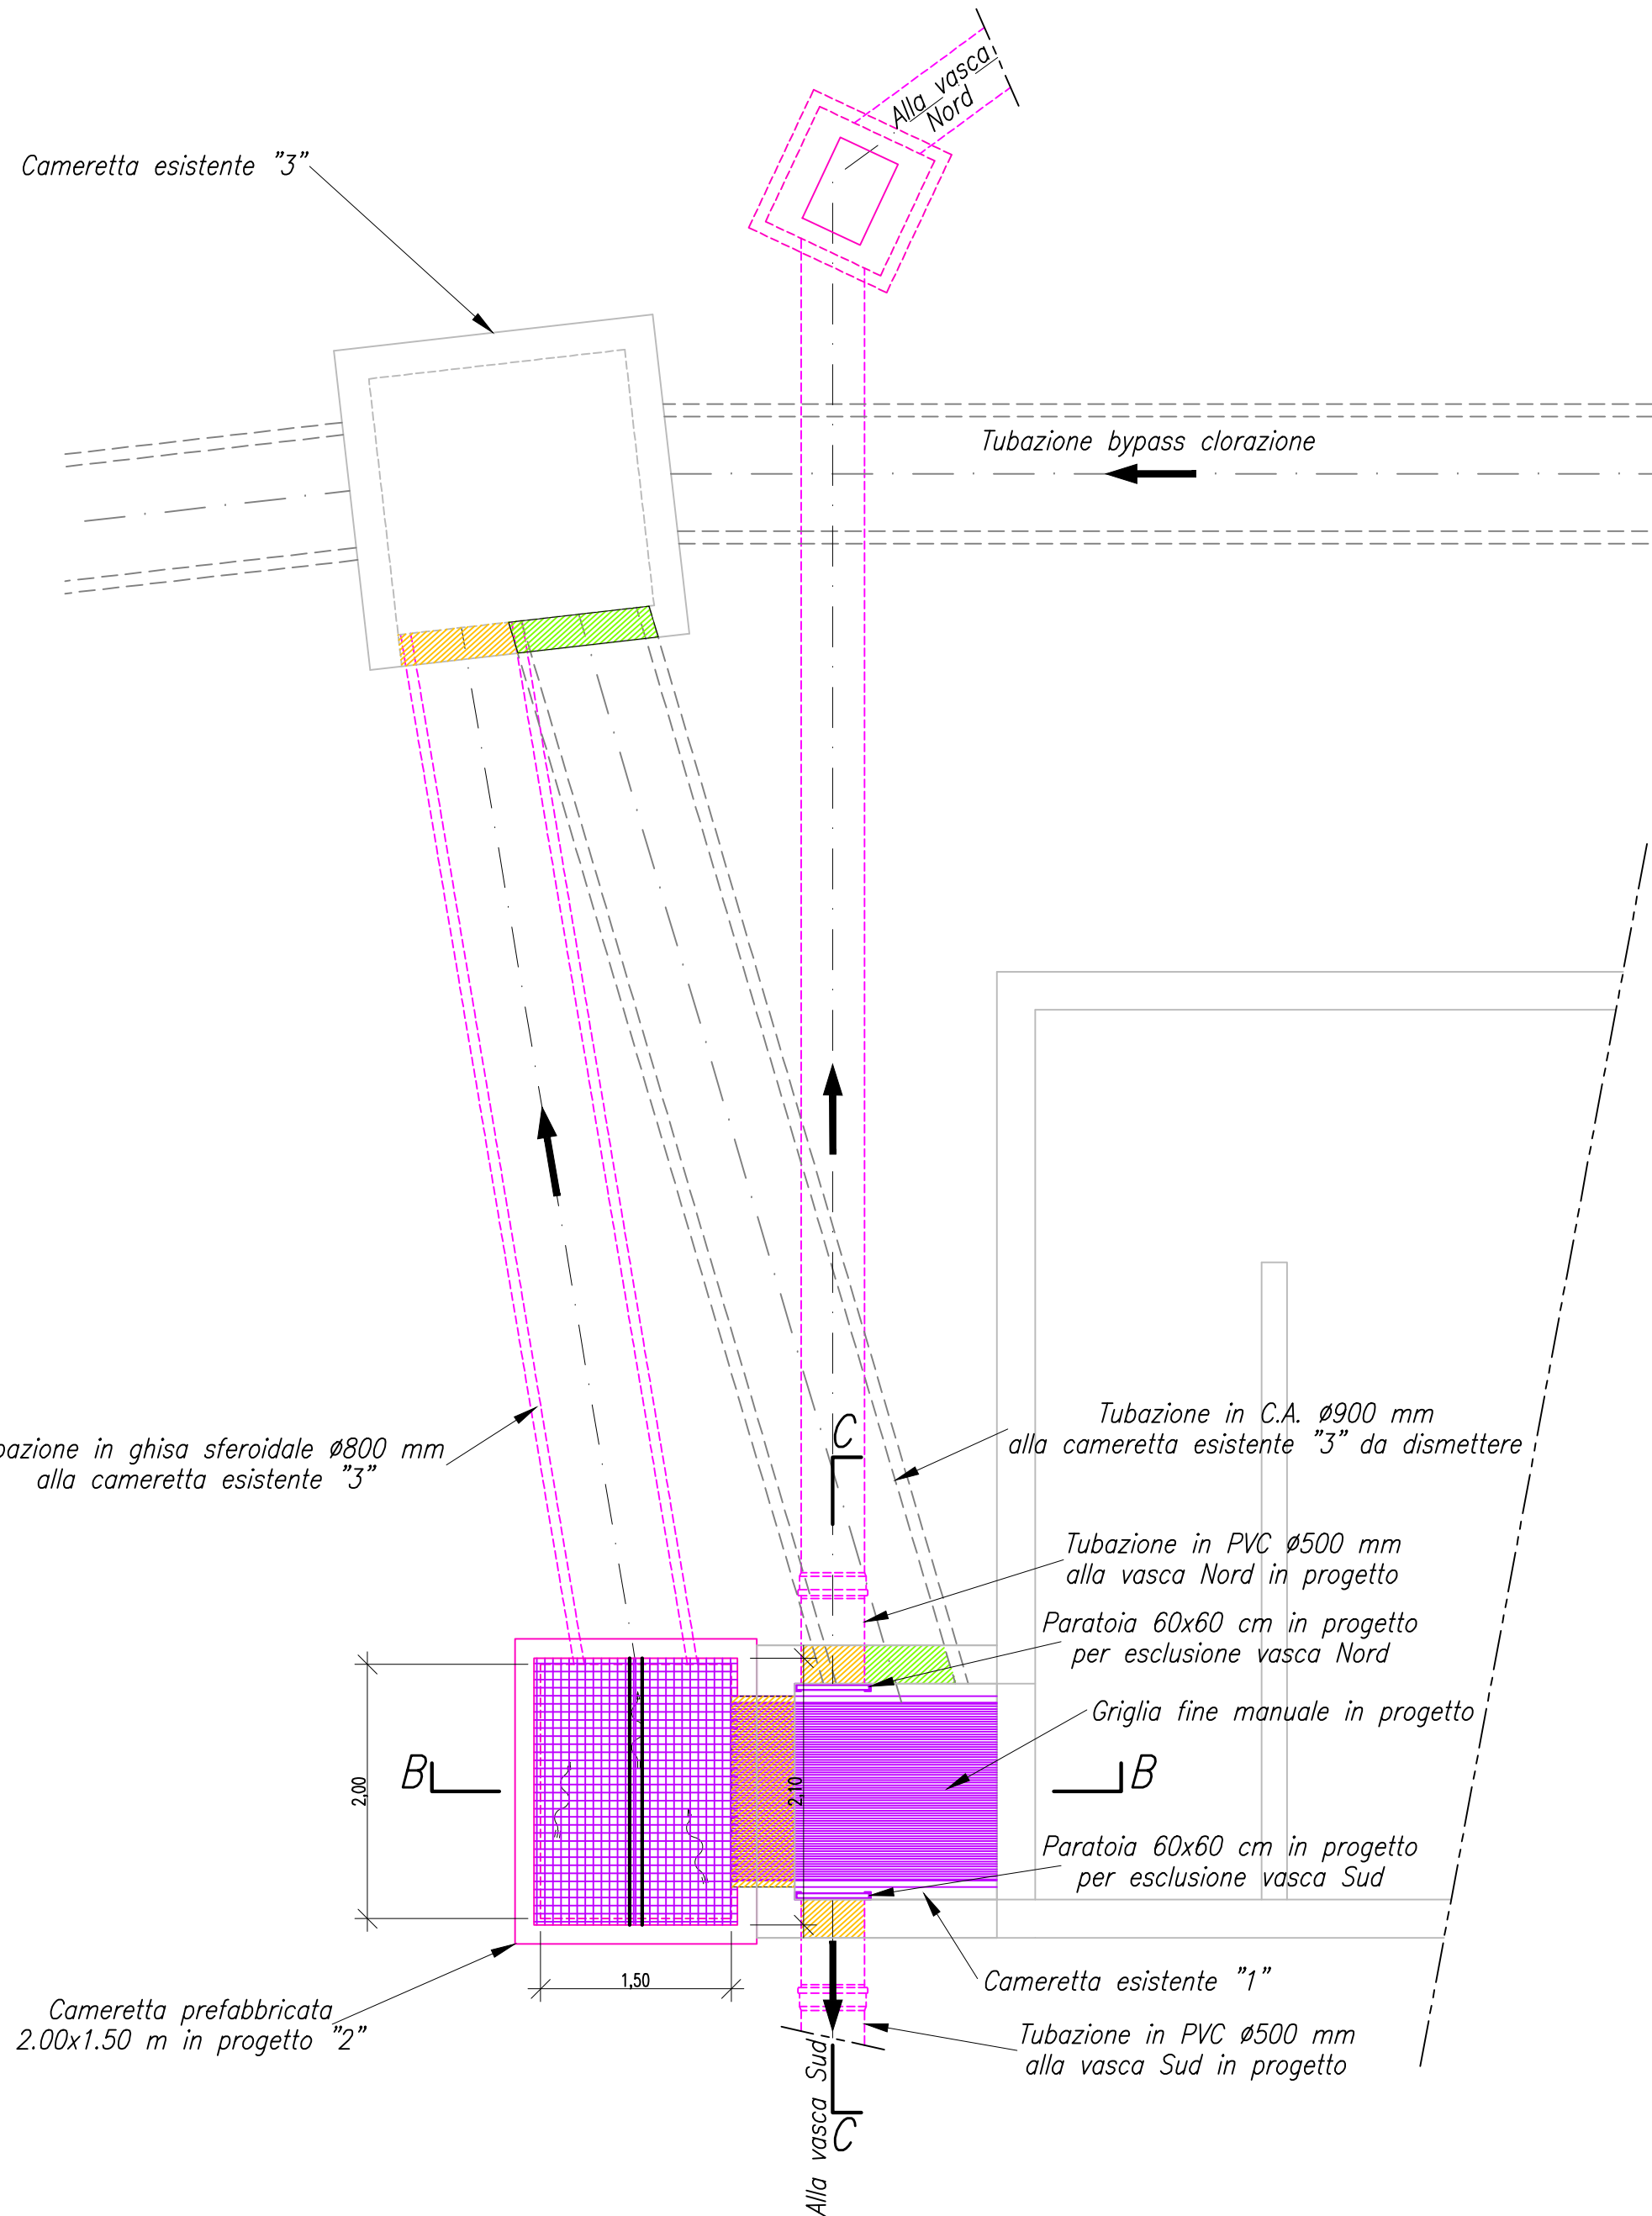 Alla vasca
Nord
Cameretta esistente "3"
Tubazione bypass clorazione
Tubazione in C.A. Ø900 mm
alla cameretta esistente "3" da dismettere
C
bazione in ghisa sferoidale Ø800 mm
alla cameretta esistente "3"
Tubazione in PVC Ø500 mm
alla vasca Nord in progetto
Paratoia 60x60 cm in progetto
per esclusione vasca Nord
Griglia fine manuale in progetto
B
B
2,00
2,10
Paratoia 60x60 cm in progetto
per esclusione vasca Sud
1,50
Cameretta esistente "1"
Cameretta prefabbricata
2.00x1.50 m in progetto "2"
Tubazione in PVC Ø500 mm
alla vasca Sud in progetto
Alla vasca Sud
C